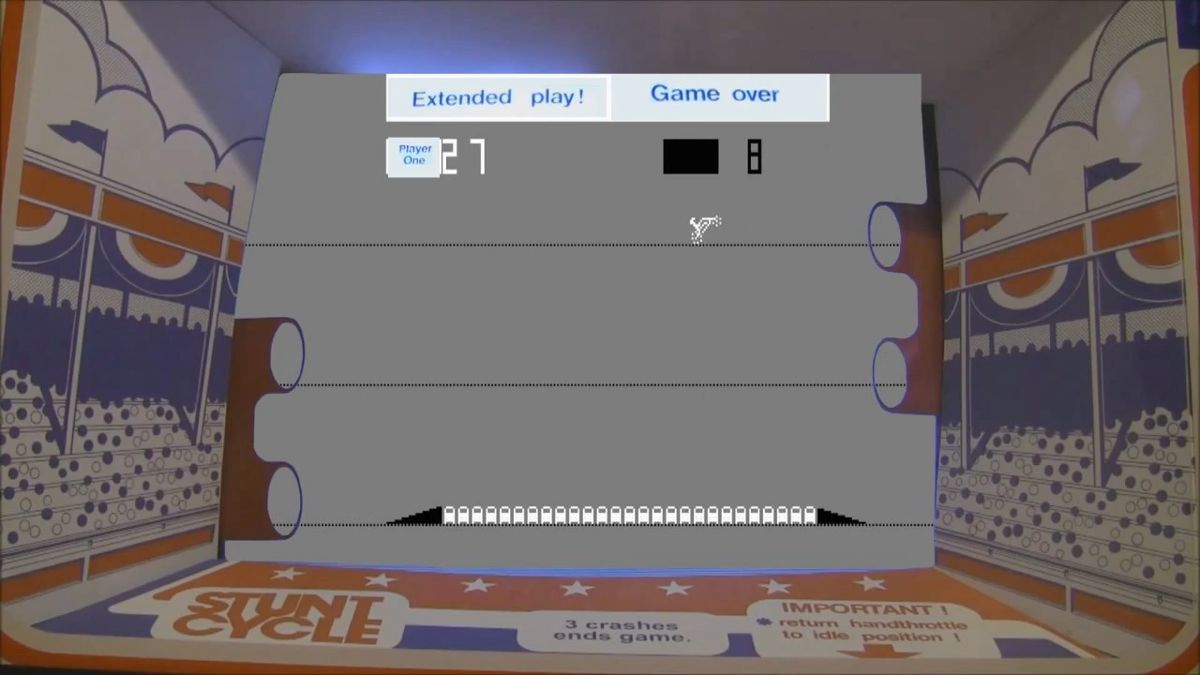 Extended play!
Game over
Player
One
27
8
STUNT
CYCLE
3 crashes
ends game.
IMPORTANT!
* return handthrottle
to idle position!